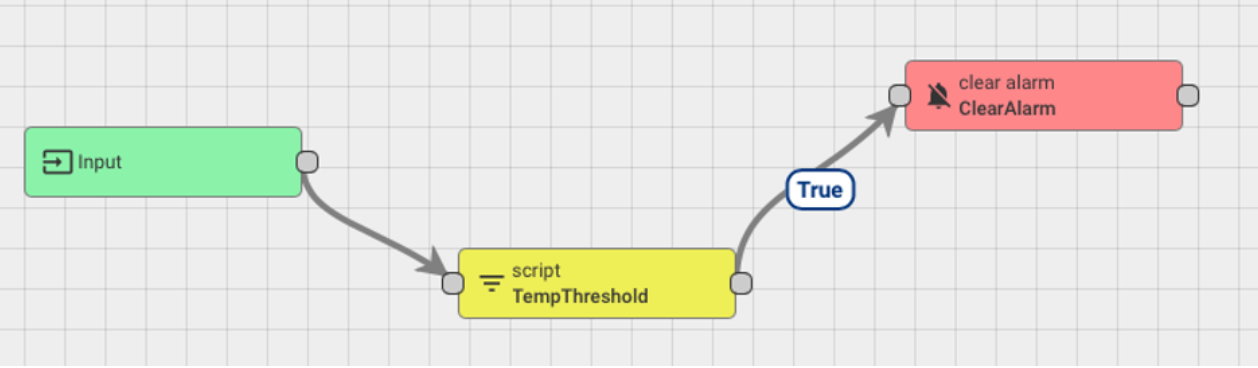 Input
script
TempThreshold
True
clear alarm
ClearAlarm